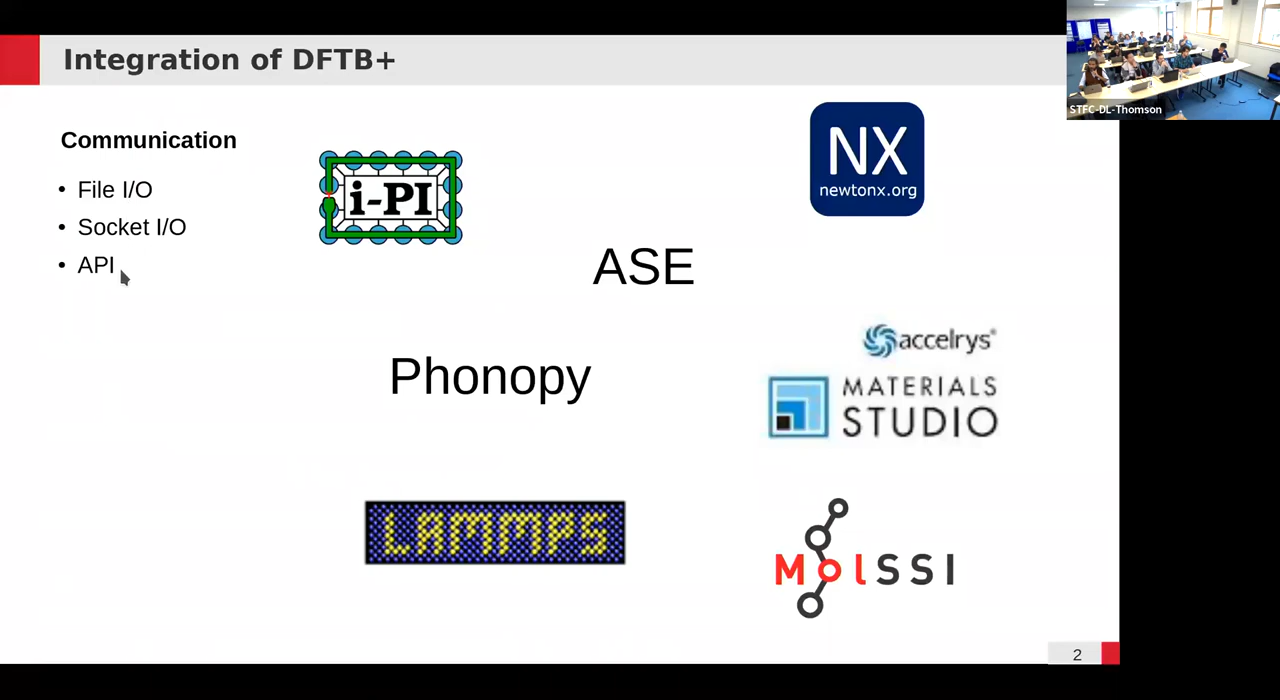 Integration of DFTB+
STFC-DL-Thomson
Communication
• File I/O
• Socket I/O
• API
i-PI
NX
newtonx.org
ASE
accelrys®
Phonopy
MATERIALS
STUDIO
LAMMPS
MolSSI
2